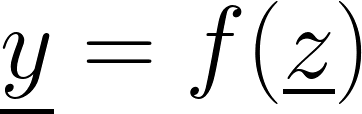 y = f(z)